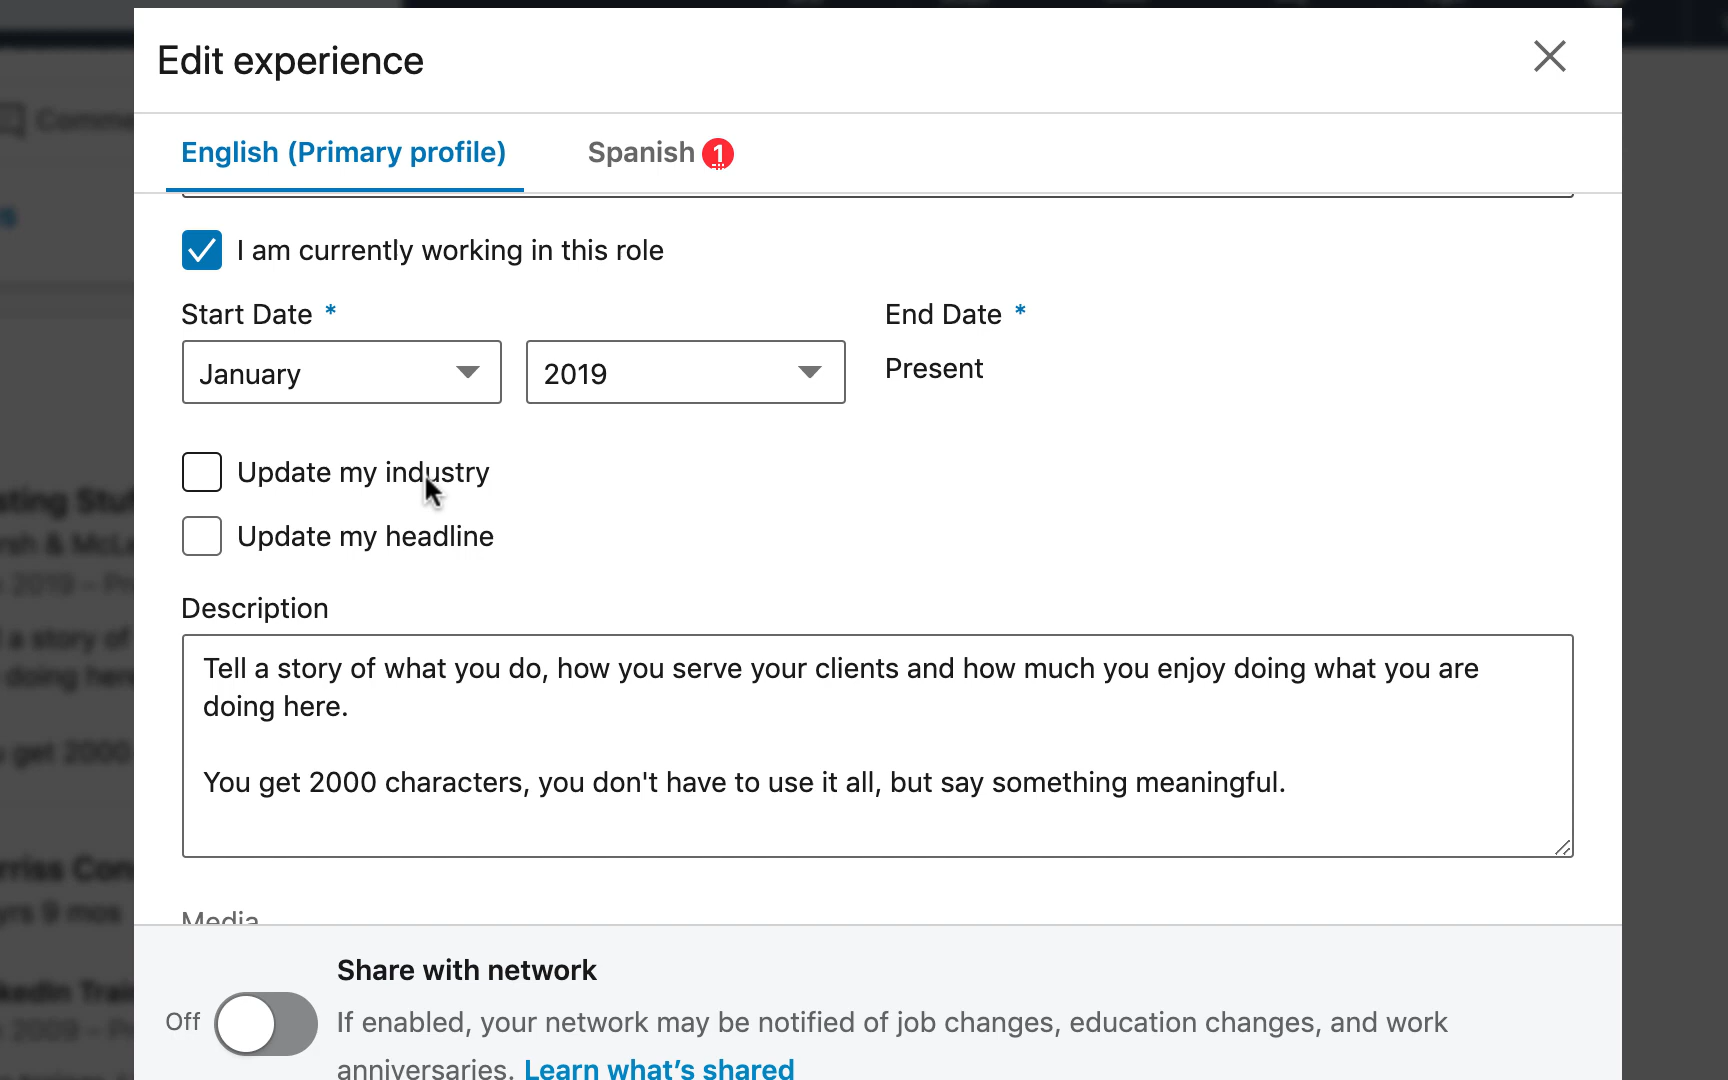 Edit experience
English (Primary profile) Spanish 1
I am currently working in this role
Start Date * End Date *
January 2019 Present
Update my industry
Update my headline
Description
Tell a story of what you do, how you serve your clients and how much you enjoy doing what you are
doing here.
You get 2000 characters, you don't have to use it all, but say something meaningful.
Media
Share with network
Off If enabled, your network may be notified of job changes, education changes, and work
anniversaries. Learn what's shared